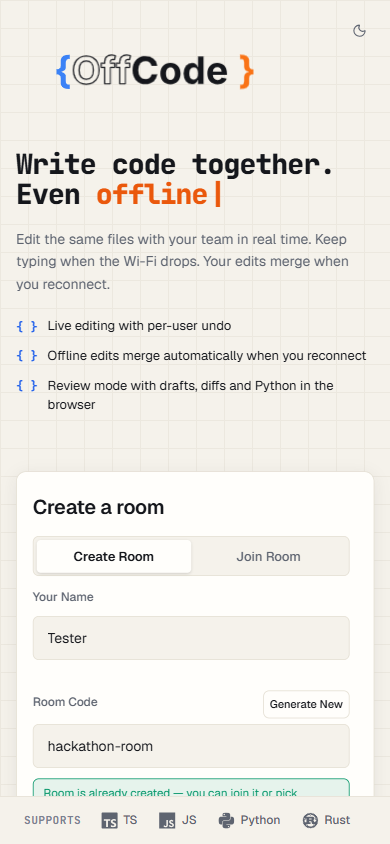 {OffCode }
Write code together.
Even offline
Edit the same files with your team in real time. Keep
typing when the Wi-Fi drops. Your edits merge when
you reconnect.
{ } Live editing with per-user undo
{ } Offline edits merge automatically when you reconnect
{ } Review mode with drafts, diffs and Python in the
browser
Create a room
Create Room Join Room
Your Name
Tester
Room Code Generate New
hackathon-room
Room is already created — you can join it or pick
SUPPORTS TS TS JS JS Python Rust